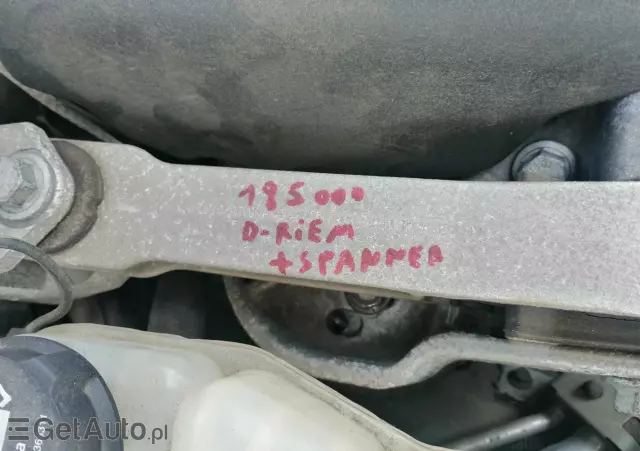 195000
D-RiEM
+SPANNER
GetAuto.pl